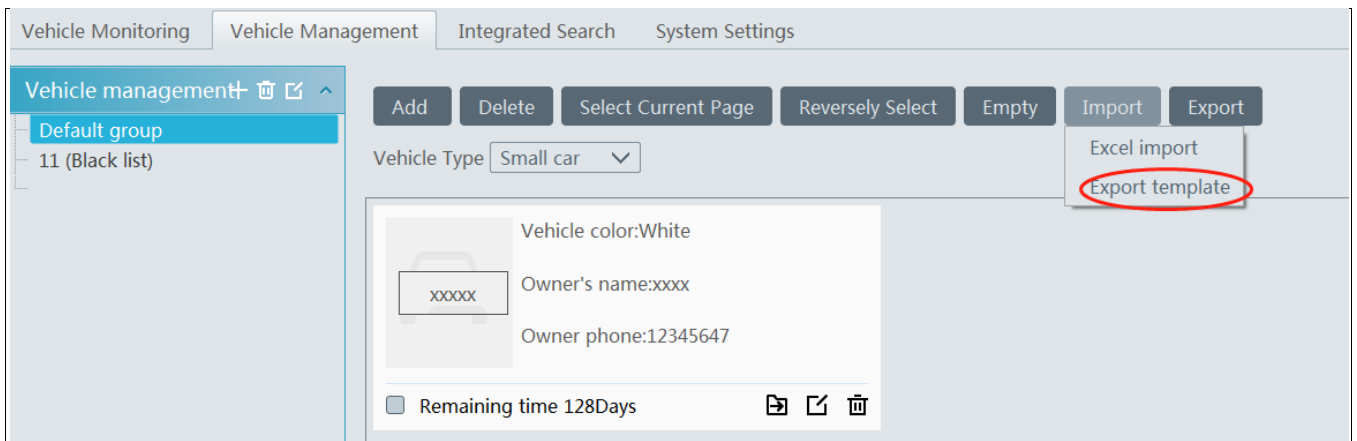 Vehicle Monitoring Vehicle Management Integrated Search System Settings
Vehicle management
Default group
11 (Black list)
Add Delete Select Current Page Reversely Select Empty Import Export
Vehicle Type Small car
Excel import
Export template
Vehicle color:White
xxxxx
Owner's name:xxxx
Owner phone:12345647
Remaining time 128Days